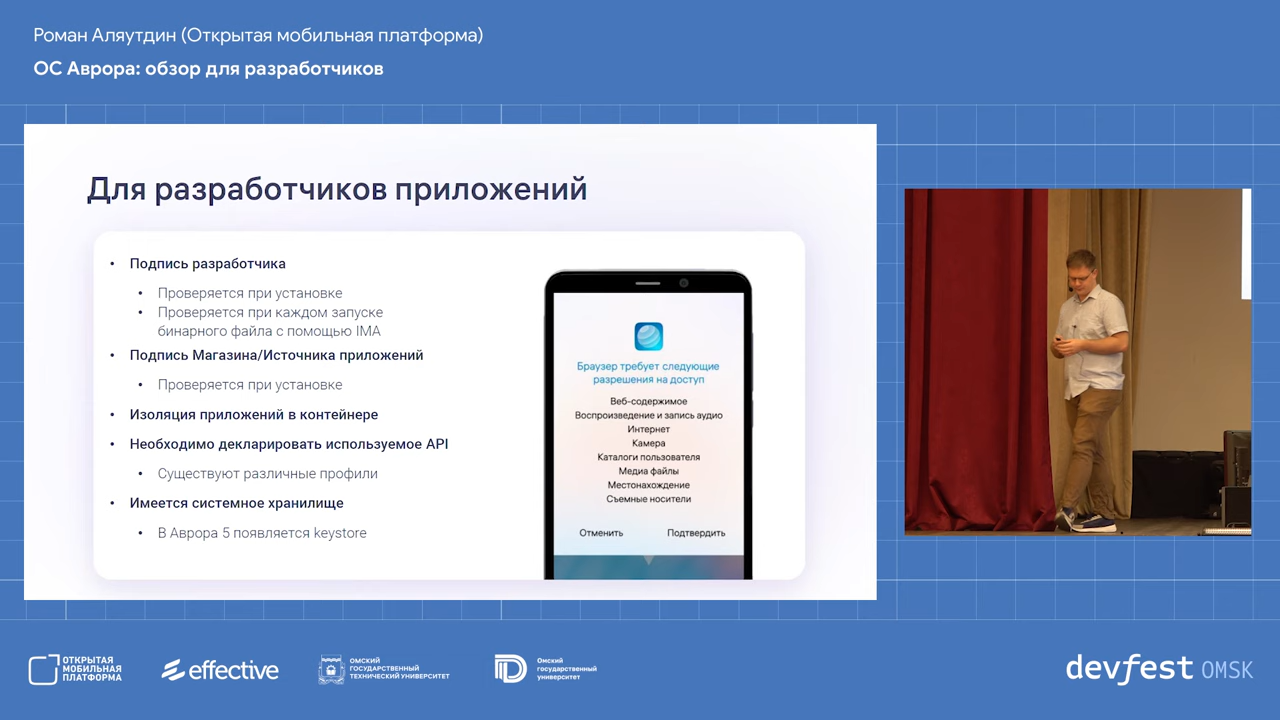 Роман Аляутдин (Открытая мобильная платформа)
ОС Аврора: обзор для разработчиков
Для разработчиков приложений
• Подпись разработчика
• Проверяется при установке
• Проверяется при каждом запуске
бинарного файла с помощью IMA
• Подпись Магазина/Источника приложений
• Проверяется при установке
• Изоляция приложений в контейнере
• Необходимо декларировать используемое API
• Существуют различные профили
• Имеется системное хранилище
• В Аврора 5 появляется keystore
Браузер требует следующие
разрешения на доступ
Веб-содержимое
Воспроизведение и запись аудио
Интернет
Камера
Каталоги пользователя
Медиа файлы
Местонахождение
Съемные носители
Отменить Подтвердить
ОТКРЫТАЯ
МОБИЛЬНАЯ
ПЛАТФОРМА
effective
ОМСКИЙ
ГОСУДАРСТВЕННЫЙ
ТЕХНИЧЕСКИЙ УНИВЕРСИТЕТ
Омский
государственный
университет
devfest OMSK